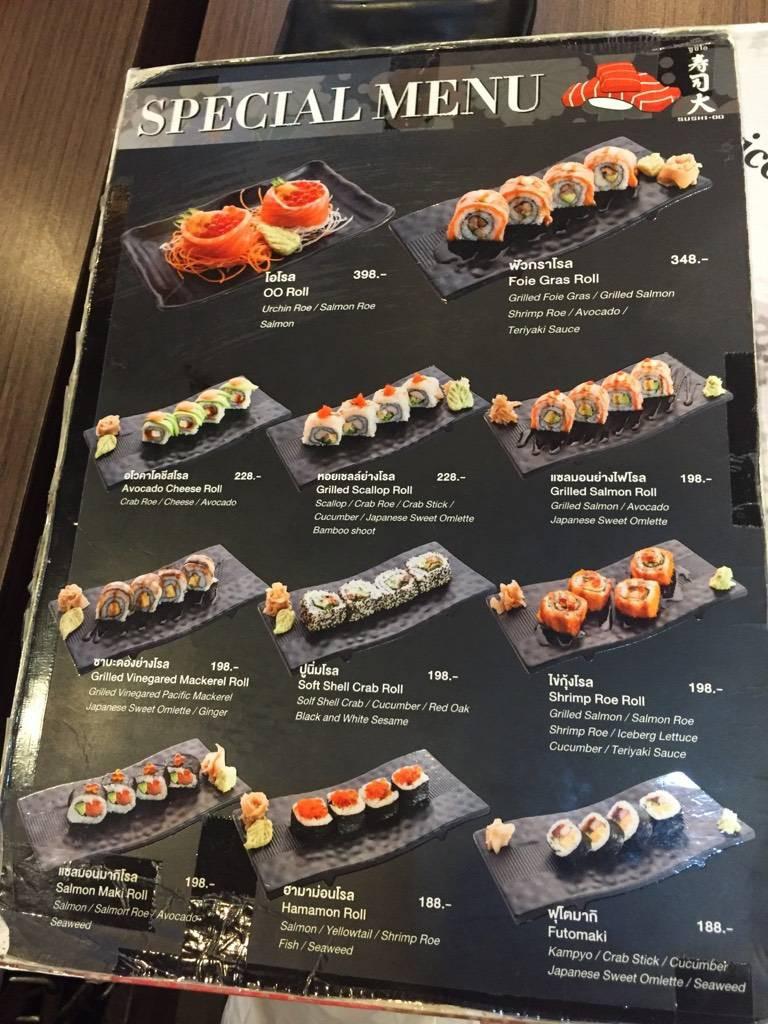 SPECIAL MENU
寿司大
SUSHI-OO
โอโรล 398.-
OO Roll
Urchin Roe / Salmon Roe
Salmon
ฟัวกราโรล 348.-
Foie Gras Roll
Grilled Foie Gras / Grilled Salmon
Shrimp Roe / Avocado /
Teriyaki Sauce
อโวคาโดชีสโรล 228.-
Avocado Cheese Roll
Crab Roe / Cheese / Avocado
หอยเชลล์ย่างโรล 228.-
Grilled Scallop Roll
Scallop / Crab Roe / Crab Stick /
Cucumber / Japanese Sweet Omlette
Bamboo shoot
แซลมอนย่างไฟโรล 198.-
Grilled Salmon Roll
Grilled Salmon / Avocado
Japanese Sweet Omlette
ซาบะดองย่างโรล 198.-
Grilled Vinegared Mackerel Roll
Grilled Vinegared Pacific Mackerel
Japanese Sweet Omlette / Ginger
ปูนิ่มโรล 198.-
Soft Shell Crab Roll
Solf Shell Crab / Cucumber / Red Oak
Black and White Sesame
ไข่กุ้งโรล 198.-
Shrimp Roe Roll
Grilled Salmon / Salmon Roe
Shrimp Roe / Iceberg Lettuce
Cucumber / Teriyaki Sauce
แซลม่อนมากิโรล 198.-
Salmon Maki Roll
Salmon / Salmon Roe / Avocado
Seaweed
ฮามาม่อนโรล 188.-
Hamamon Roll
Salmon / Yellowtail / Shrimp Roe
Fish / Seaweed
ฟุโตมากิ 188.-
Futomaki
Kampyo / Crab Stick / Cucumber
Japanese Sweet Omlette / Seaweed